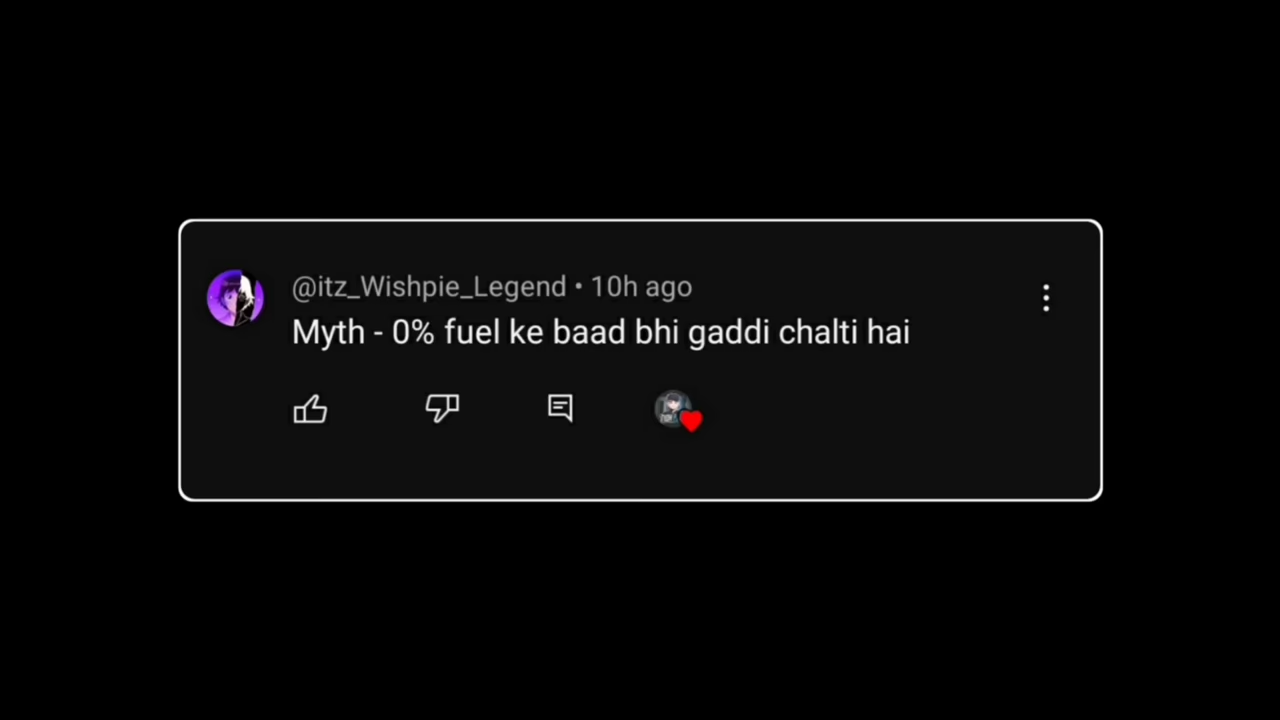 @itz_Wishpie_Legend • 10h ago
Myth - 0% fuel ke baad bhi gaddi chalti hai